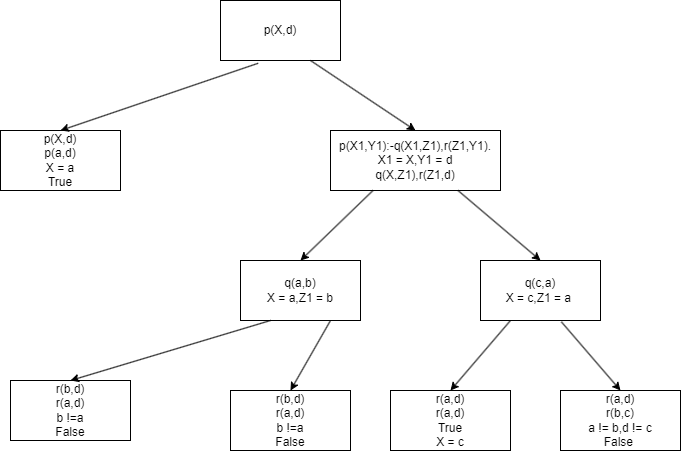 p(X,d)
p(X,d)
p(a,d)
X = a
True
p(X1,Y1):-q(X1,Z1),r(Z1,Y1).
X1 = X,Y1 = d
q(X,Z1),r(Z1,d)
q(a,b)
X = a,Z1 = b
q(c,a)
X = c,Z1 = a
r(b,d)
r(a,d)
b !=a
False
r(b,d)
r(a,d)
b !=a
False
r(a,d)
r(a,d)
True
X = c
r(a,d)
r(b,c)
a != b,d != c
False